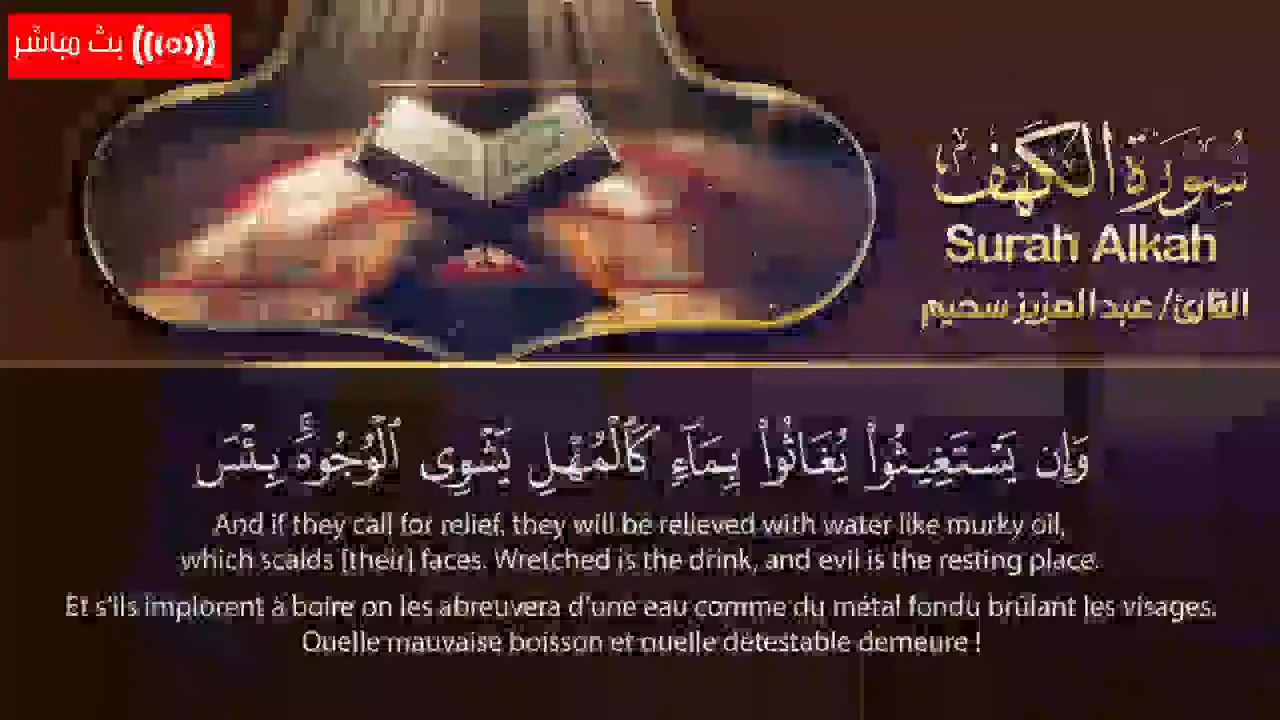 بث مباشر
سُورَةُ الْكَهْفِ
Surah Alkah
القارئ/ عبد العزيز سحيم
وَإِن يَسْتَغِيثُوا۟ يُغَاثُوا۟ بِمَآءٍ كَٱلْمُهْلِ يَشْوِى ٱلْوُجُوهَ ۚ بِئْسَ
And if they call for relief, they will be relieved with water like murky oil,
which scalds [their] faces. Wretched is the drink, and evil is the resting place.
Et s'ils implorent à boire on les abreuvera d'une eau comme du métal fondu brûlant les visages.
Quelle mauvaise boisson et quelle détestable demeure !